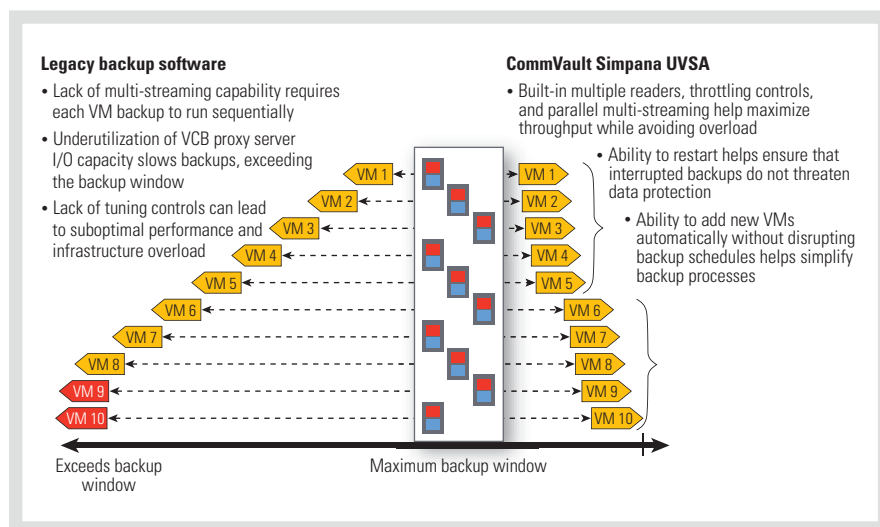 Legacy backup software
• Lack of multi-streaming capability requires
each VM backup to run sequentially
• Underutilization of VCB proxy server
I/O capacity slows backups, exceeding
the backup window
• Lack of tuning controls can lead
to suboptimal performance and
infrastructure overload
CommVault Simpana UVSA
• Built-in multiple readers, throttling controls,
and parallel multi-streaming help maximize
throughput while avoiding overload
• Ability to restart helps ensure that
interrupted backups do not threaten
data protection
• Ability to add new VMs
automatically without disrupting
backup schedules helps simplify
backup processes
VM 1
VM 2
VM 3
VM 4
VM 5
VM 6
VM 7
VM 8
VM 9
VM 10
VM 1
VM 2
VM 3
VM 4
VM 5
VM 6
VM 7
VM 8
VM 9
VM 10
Exceeds backup
window
Maximum backup window